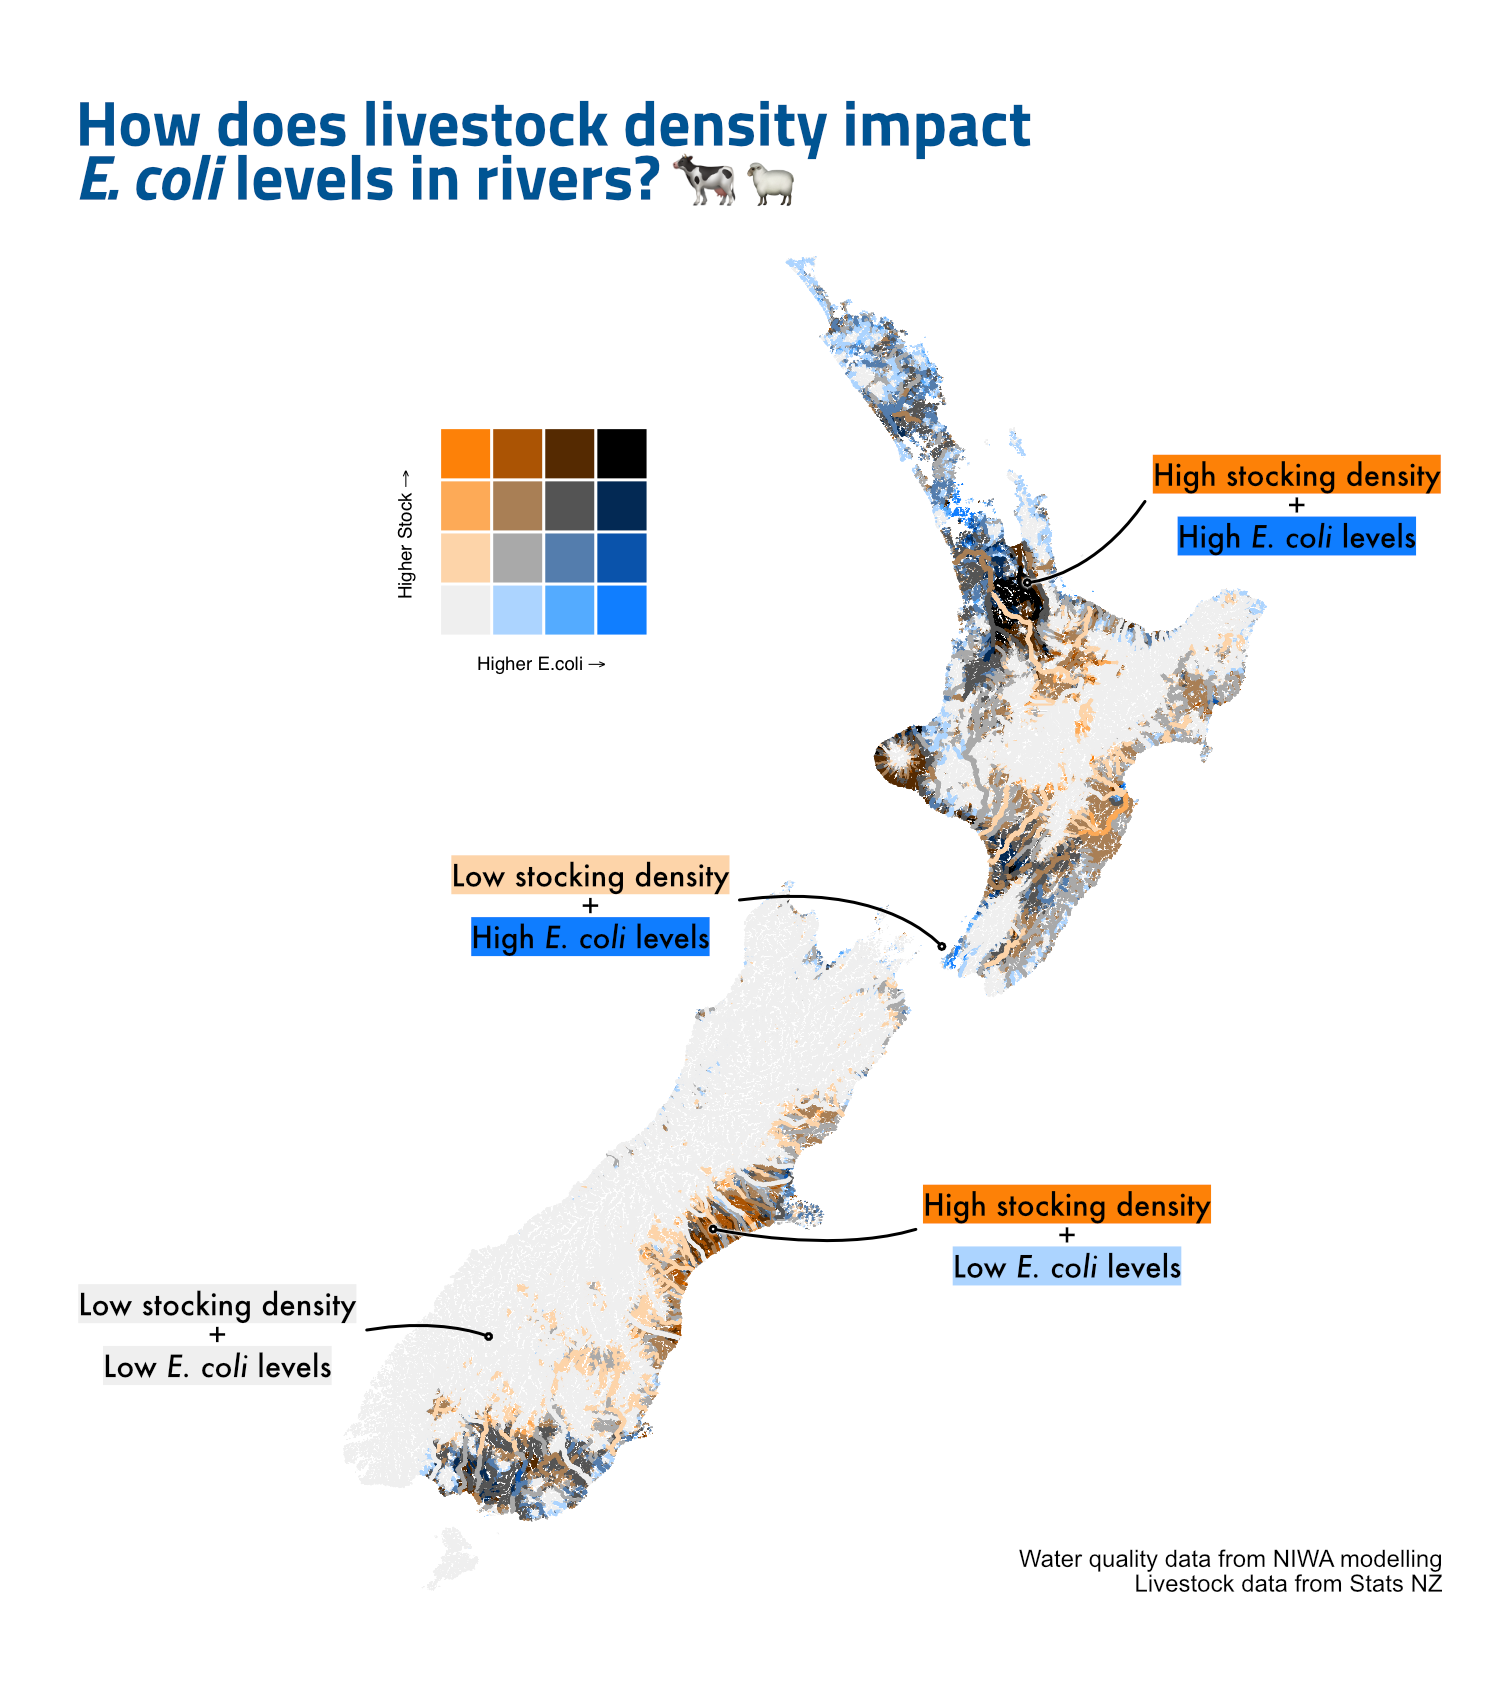 How does livestock density impact
E. coli levels in rivers?
Higher Stock →
Higher E.coli →
High stocking density
+
High E. coli levels
Low stocking density
+
High E. coli levels
High stocking density
+
Low E. coli levels
Low stocking density
+
Low E. coli levels
Water quality data from NIWA modelling
Livestock data from Stats NZ